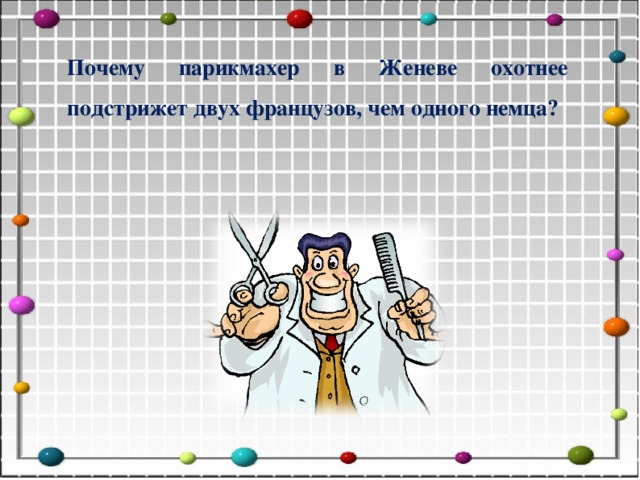 Почему парикмахер в Женеве охотнее
подстрижет двух французов, чем одного немца?